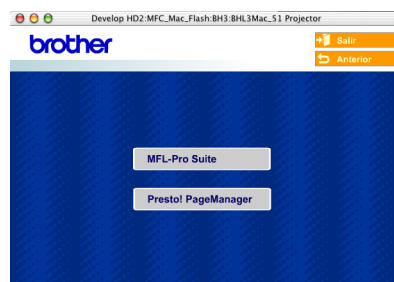 Develop HD2:MFC_Mac_Flash:BH3:BHL3Mac_S1 Projector
brother
Salir
Anterior
MFL-Pro Suite
Presto! PageManager